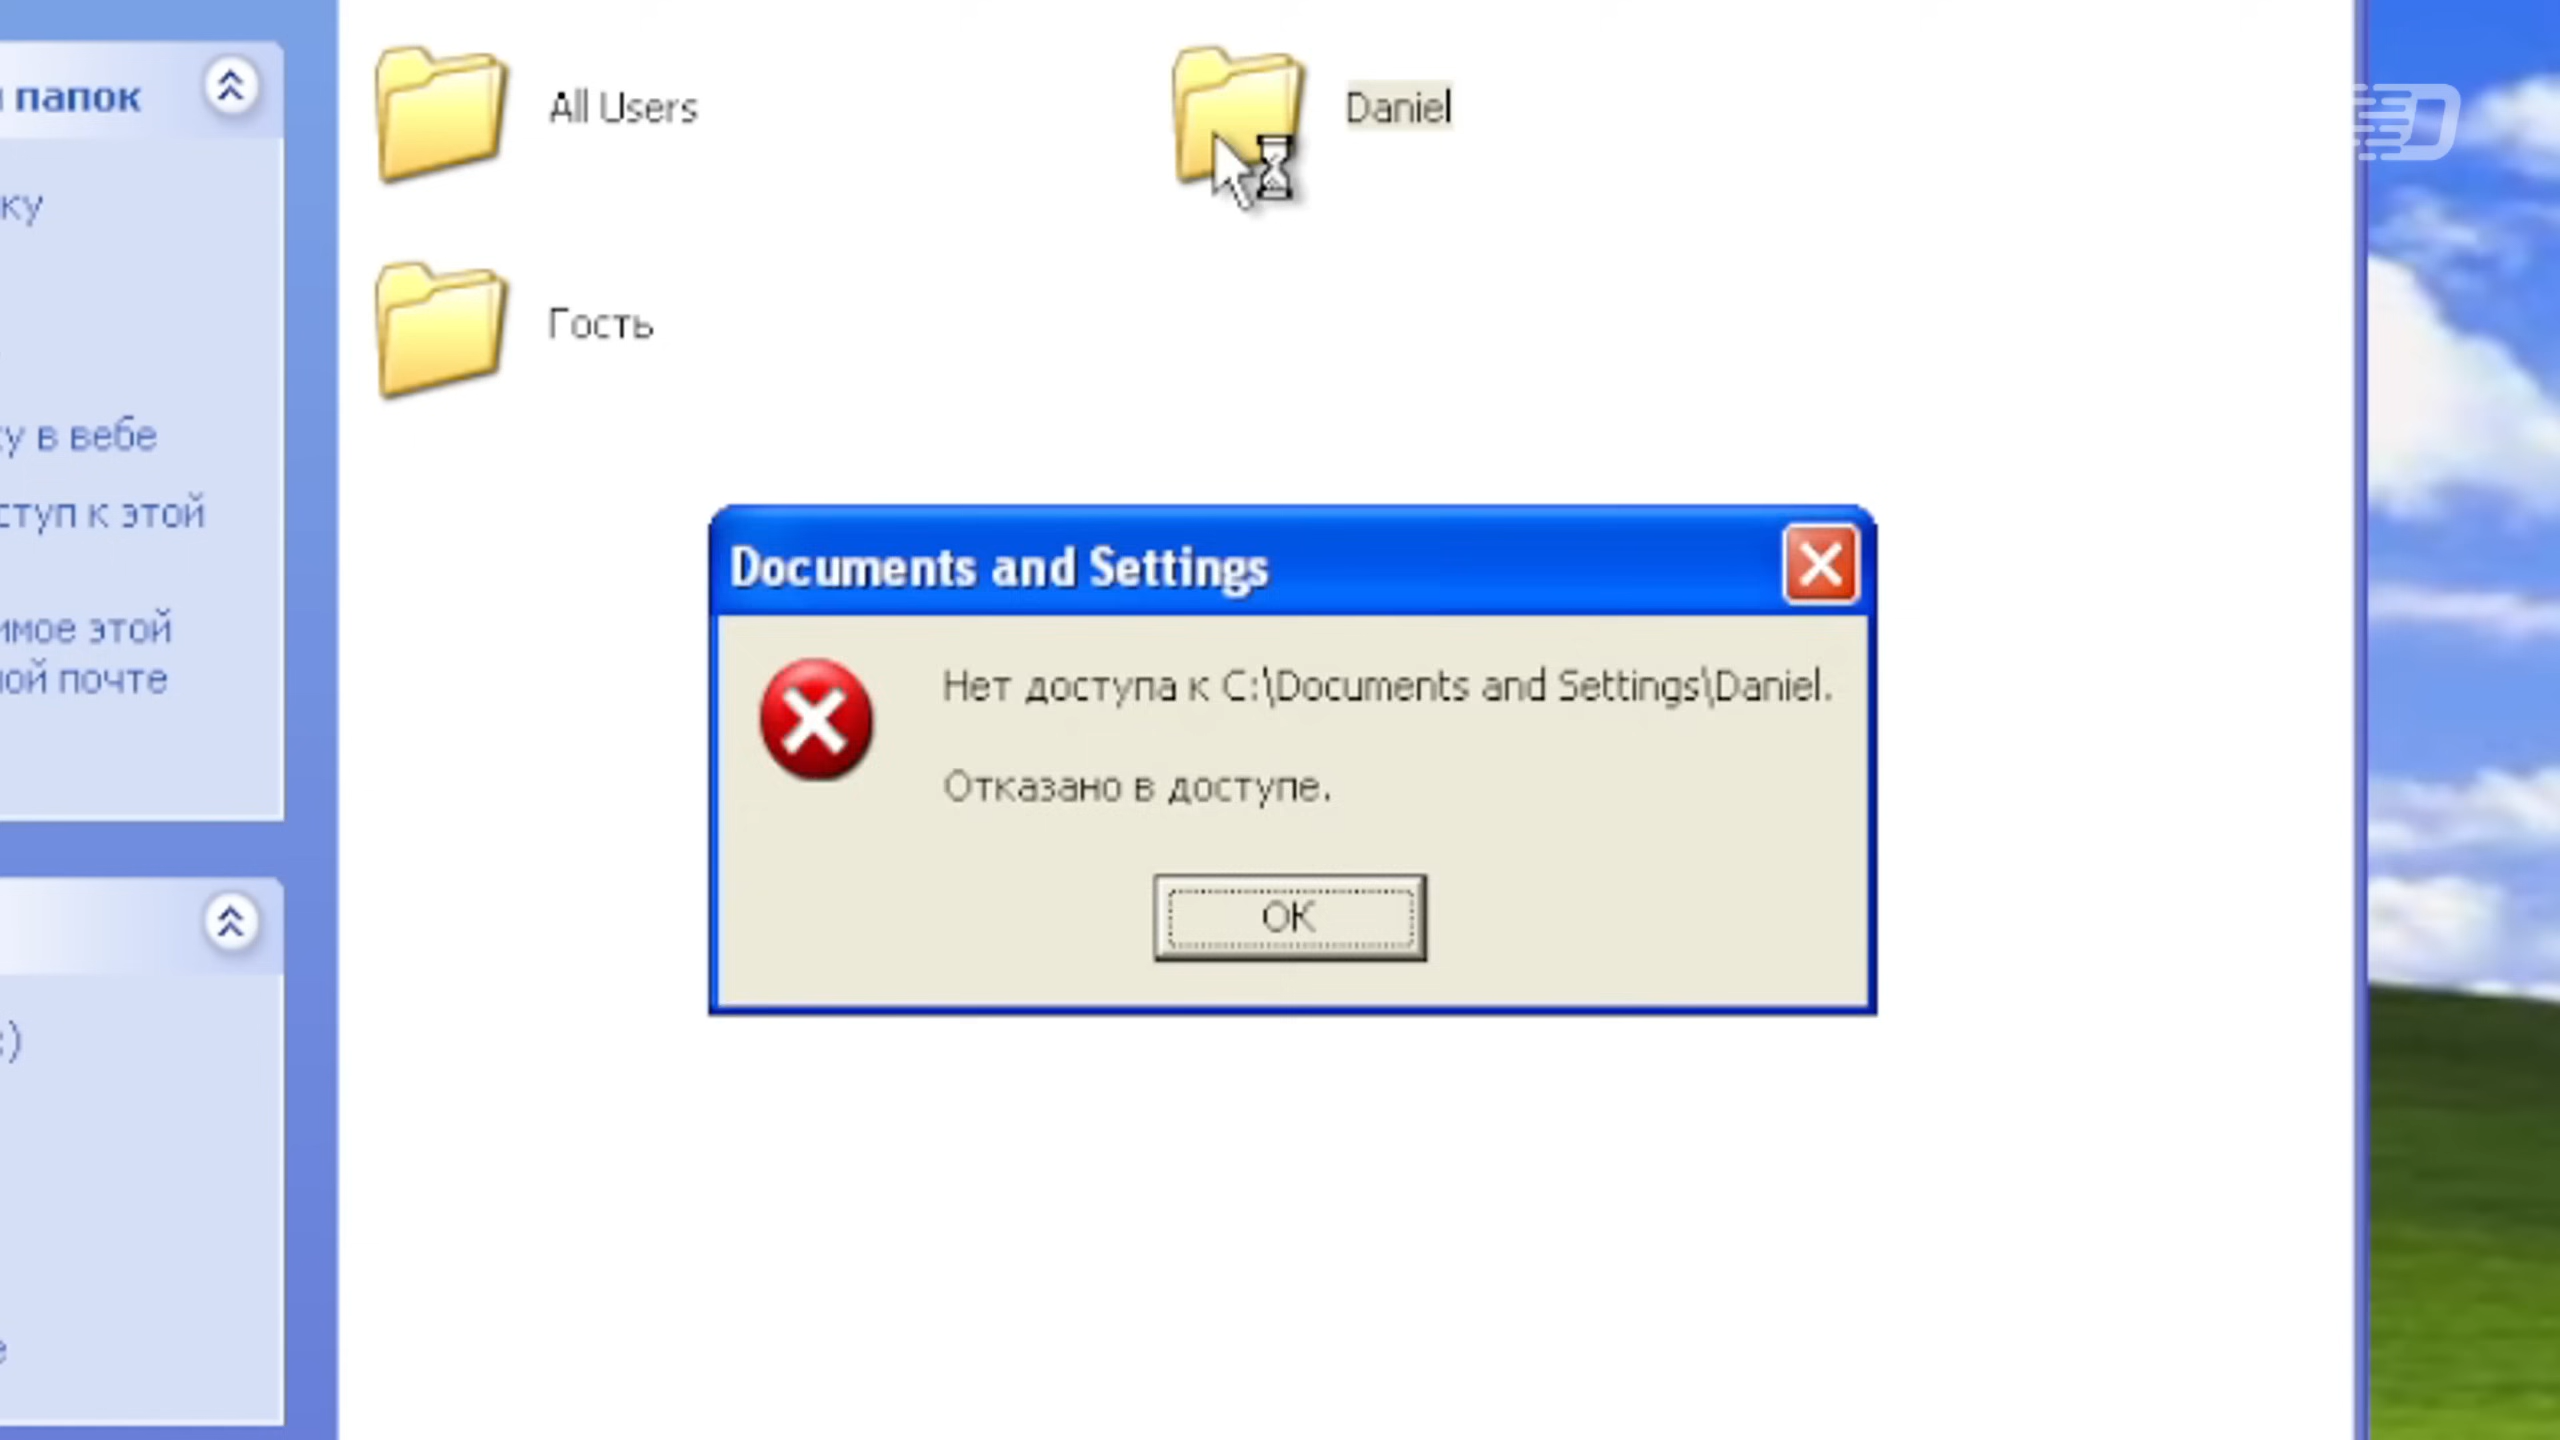 папок
All Users
Daniel
ку
Гость
у в вебе
ступ к этой
имое этой
ной почте
Documents and Settings
Нет доступа к C:\Documents and Settings\Daniel.
Отказано в доступе.
OK
:)
е